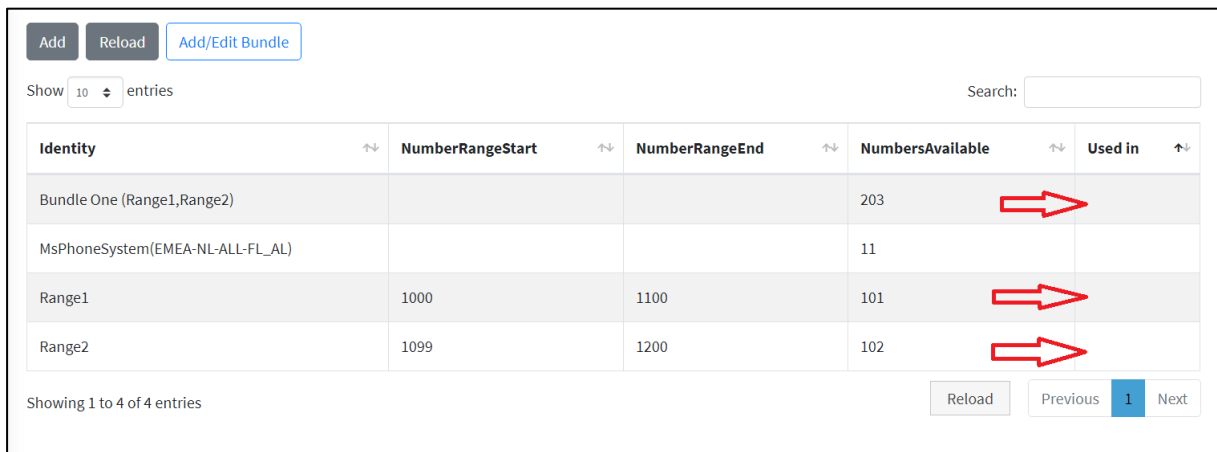 Add Reload Add/Edit Bundle
Show 10 entries Search:
Identity NumberRangeStart NumberRangeEnd NumbersAvailable Used in
Bundle One (Range1,Range2) 203
MsPhoneSystem(EMEA-NL-ALL-FL_AL) 11
Range1 1000 1100 101
Range2 1099 1200 102
Showing 1 to 4 of 4 entries Reload Previous 1 Next